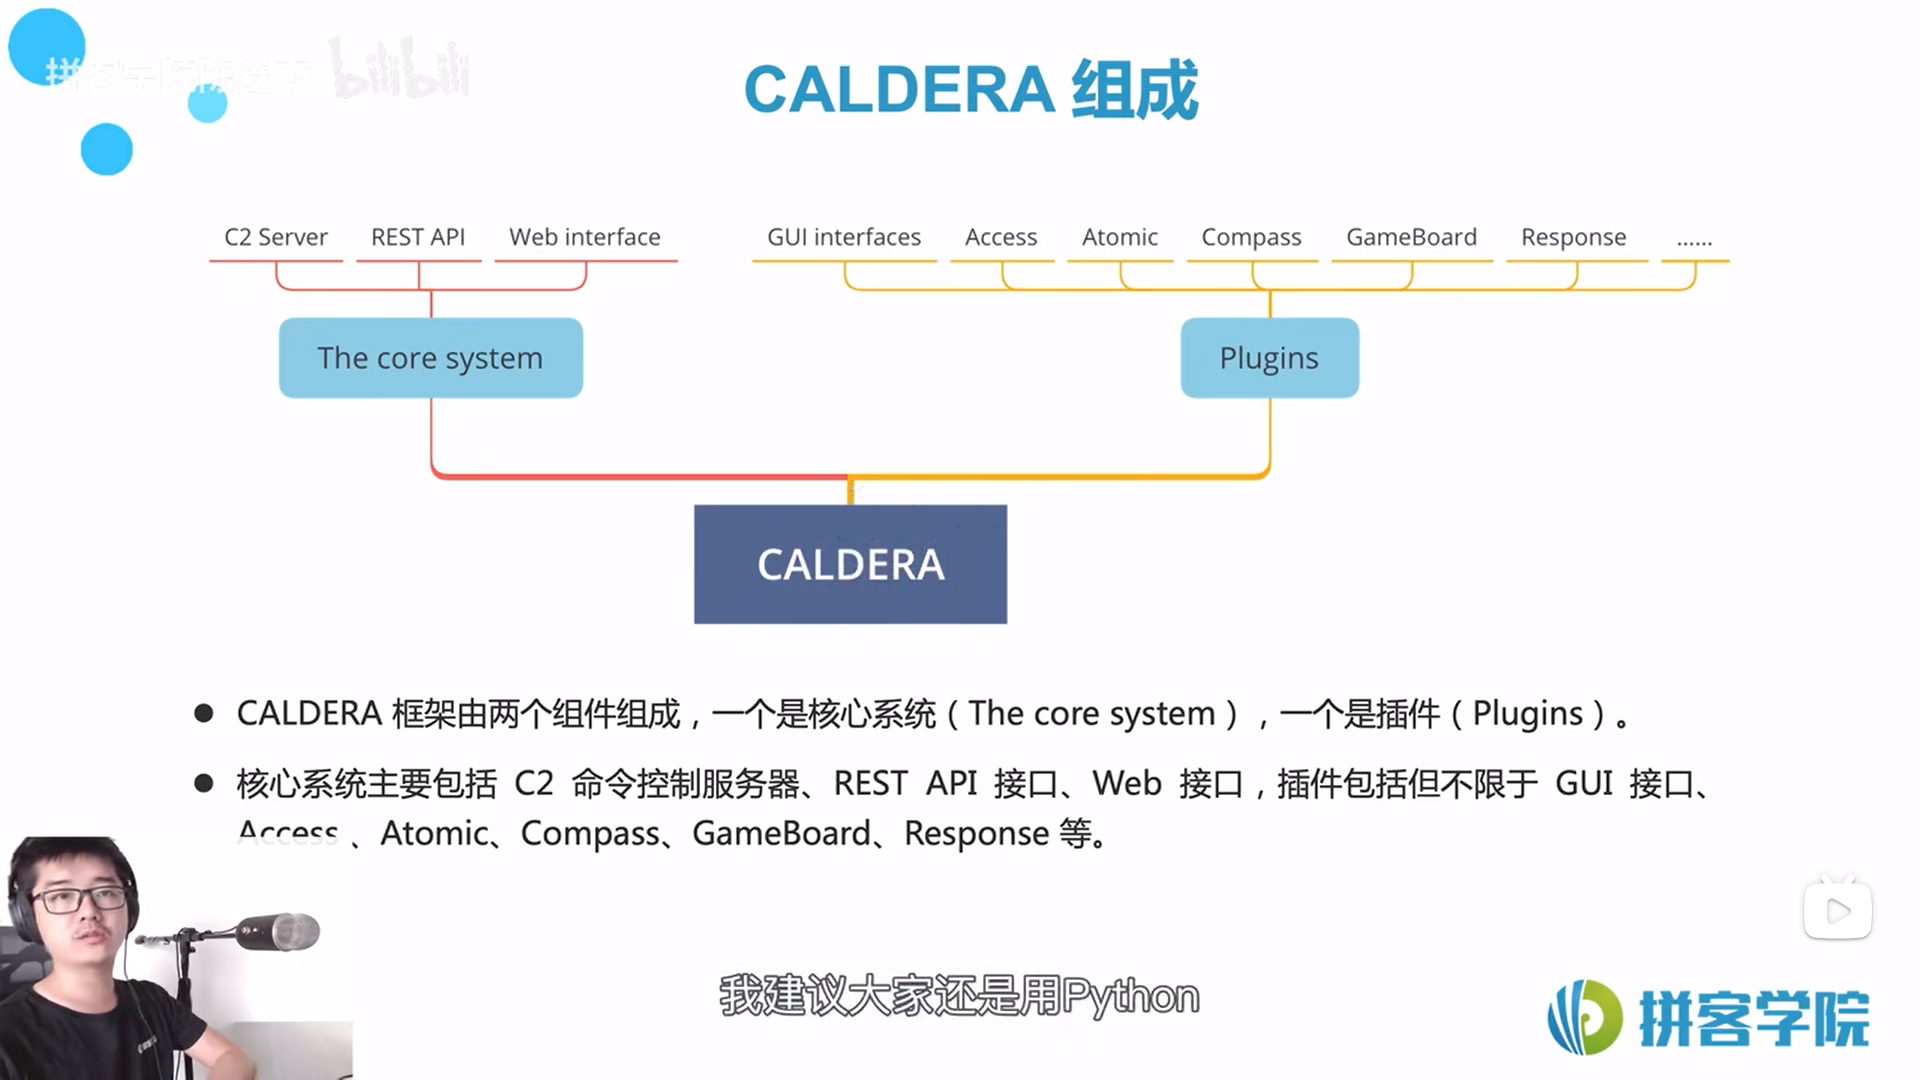 bilibili
CALDERA 组成
C2 Server
REST API
Web interface
GUI interfaces
Access
Atomic
Compass
GameBoard
Response
......
The core system
Plugins
CALDERA
● CALDERA 框架由两个组件组成，一个是核心系统（The core system），一个是插件（Plugins）。
● 核心系统主要包括 C2 命令控制服务器、REST API 接口、Web 接口，插件包括但不限于 GUI 接口、
Access 、Atomic、Compass、GameBoard、Response 等。
我建议大家还是用Python
拼客学院